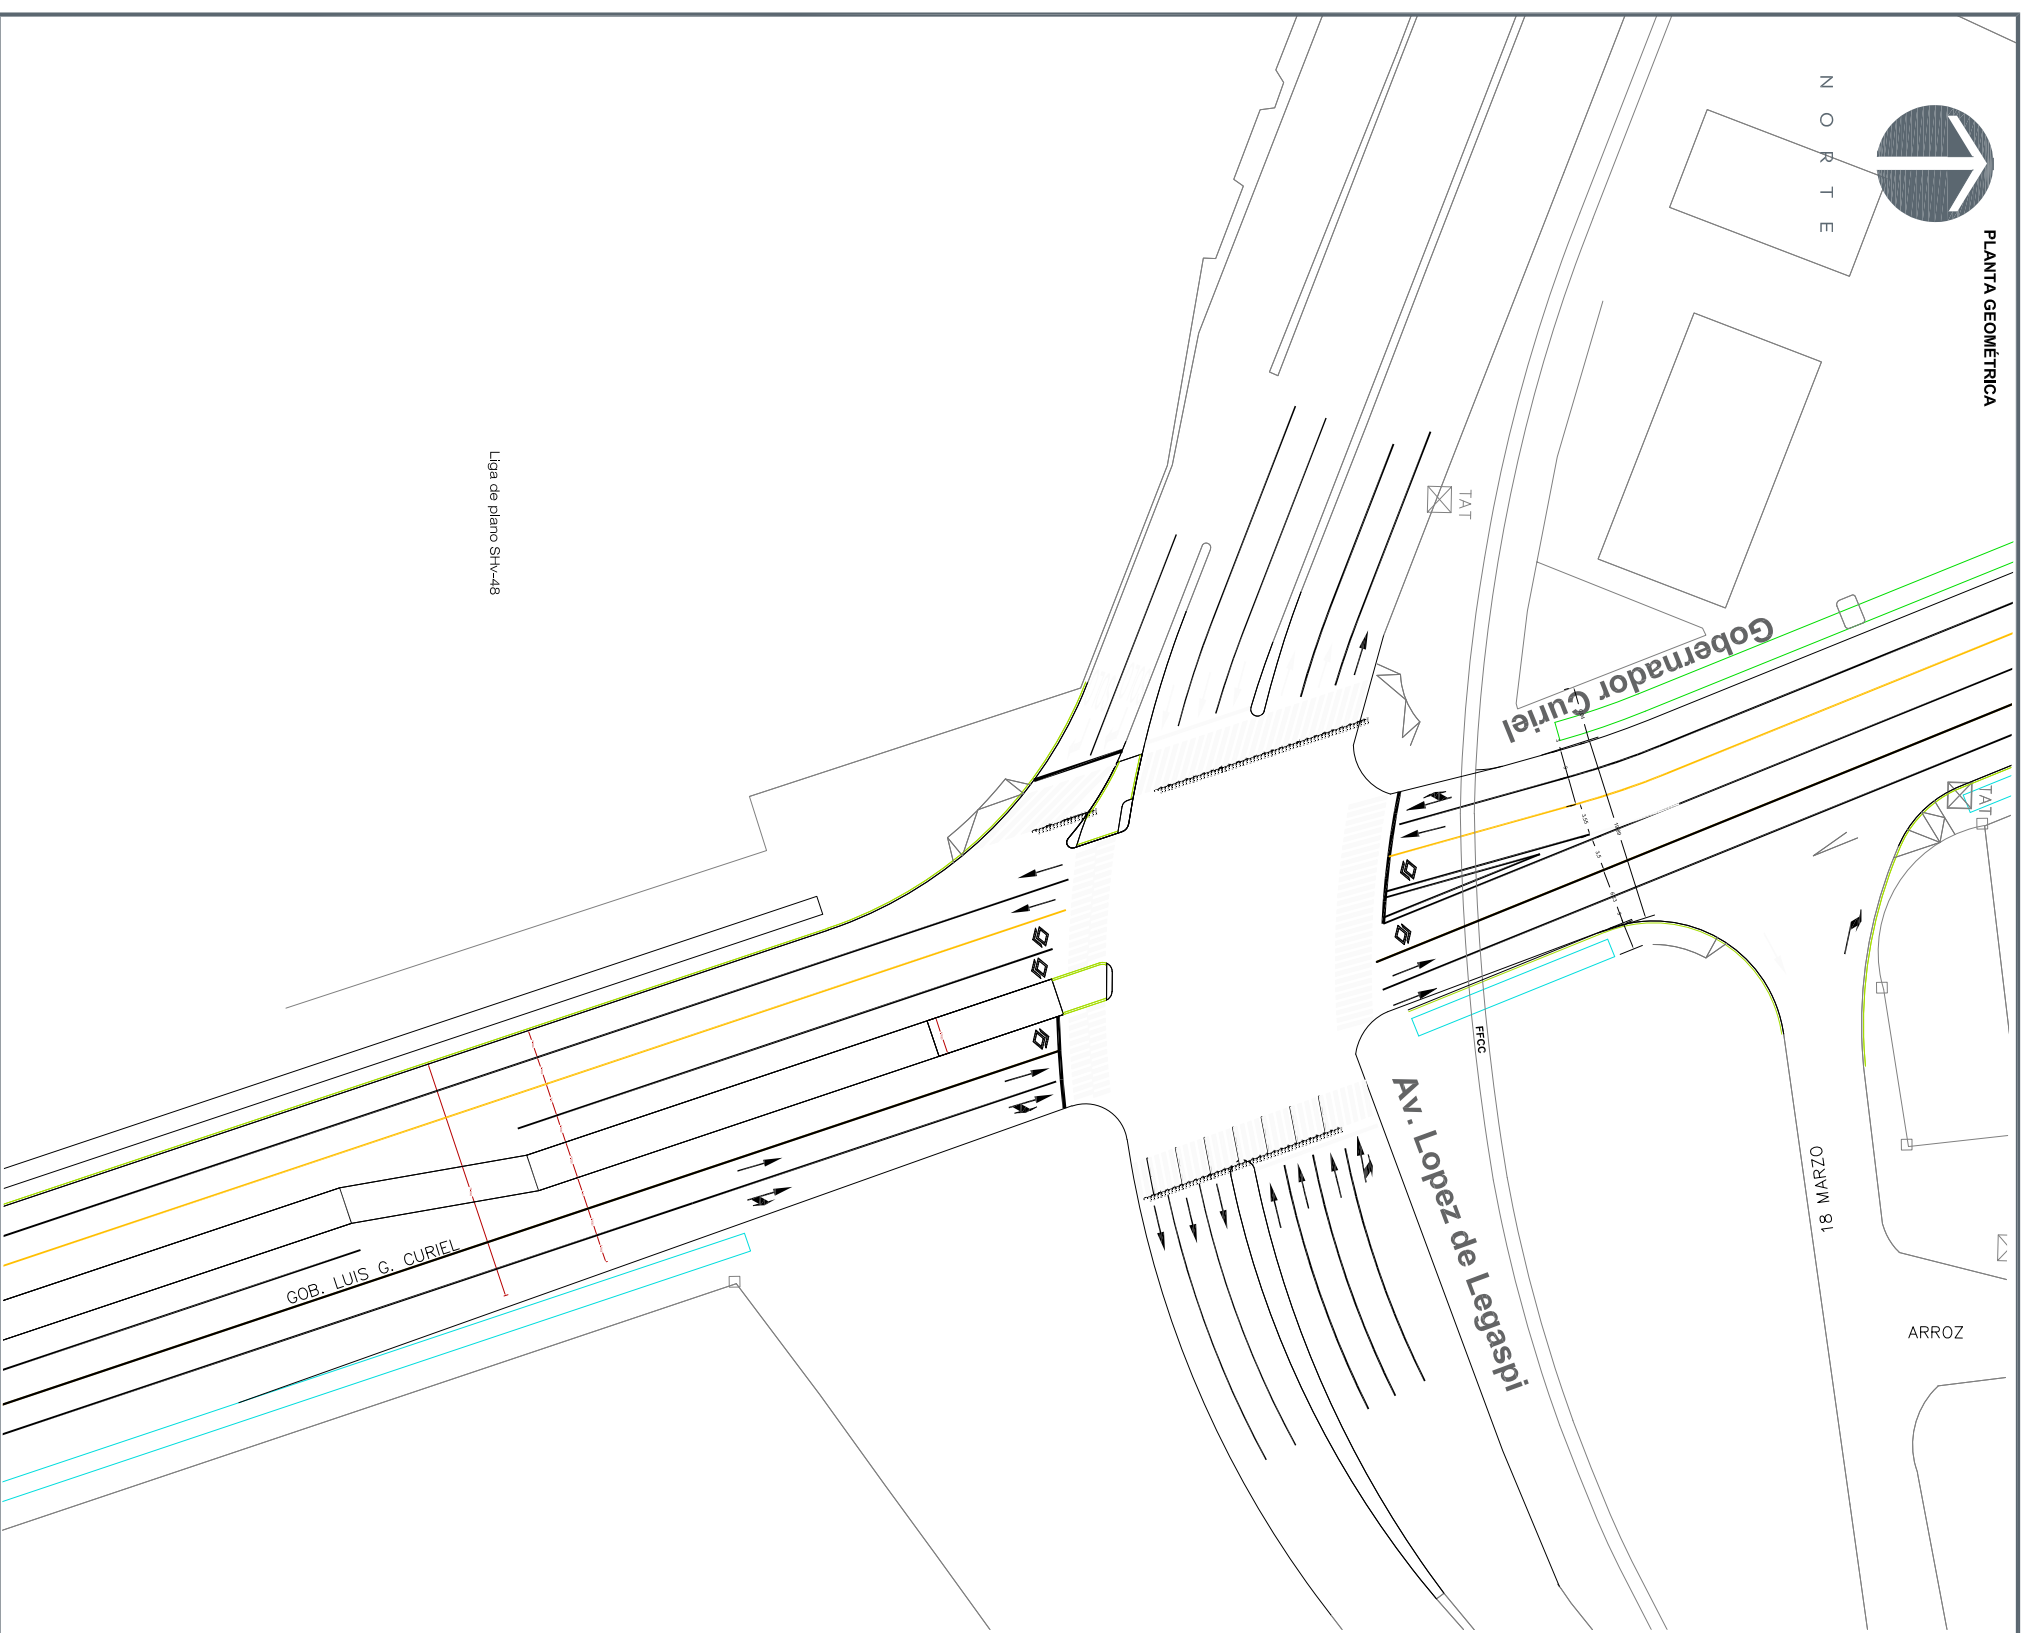 NORTE
PLANTA GEOMÉTRICA
Liga de plano SHv-48
TAT
Gobernador Curiel
TAT
FFCC
Av. Lopez de Legaspi
18 MARZO
GOB. LUIS G. CURIEL
ARROZ